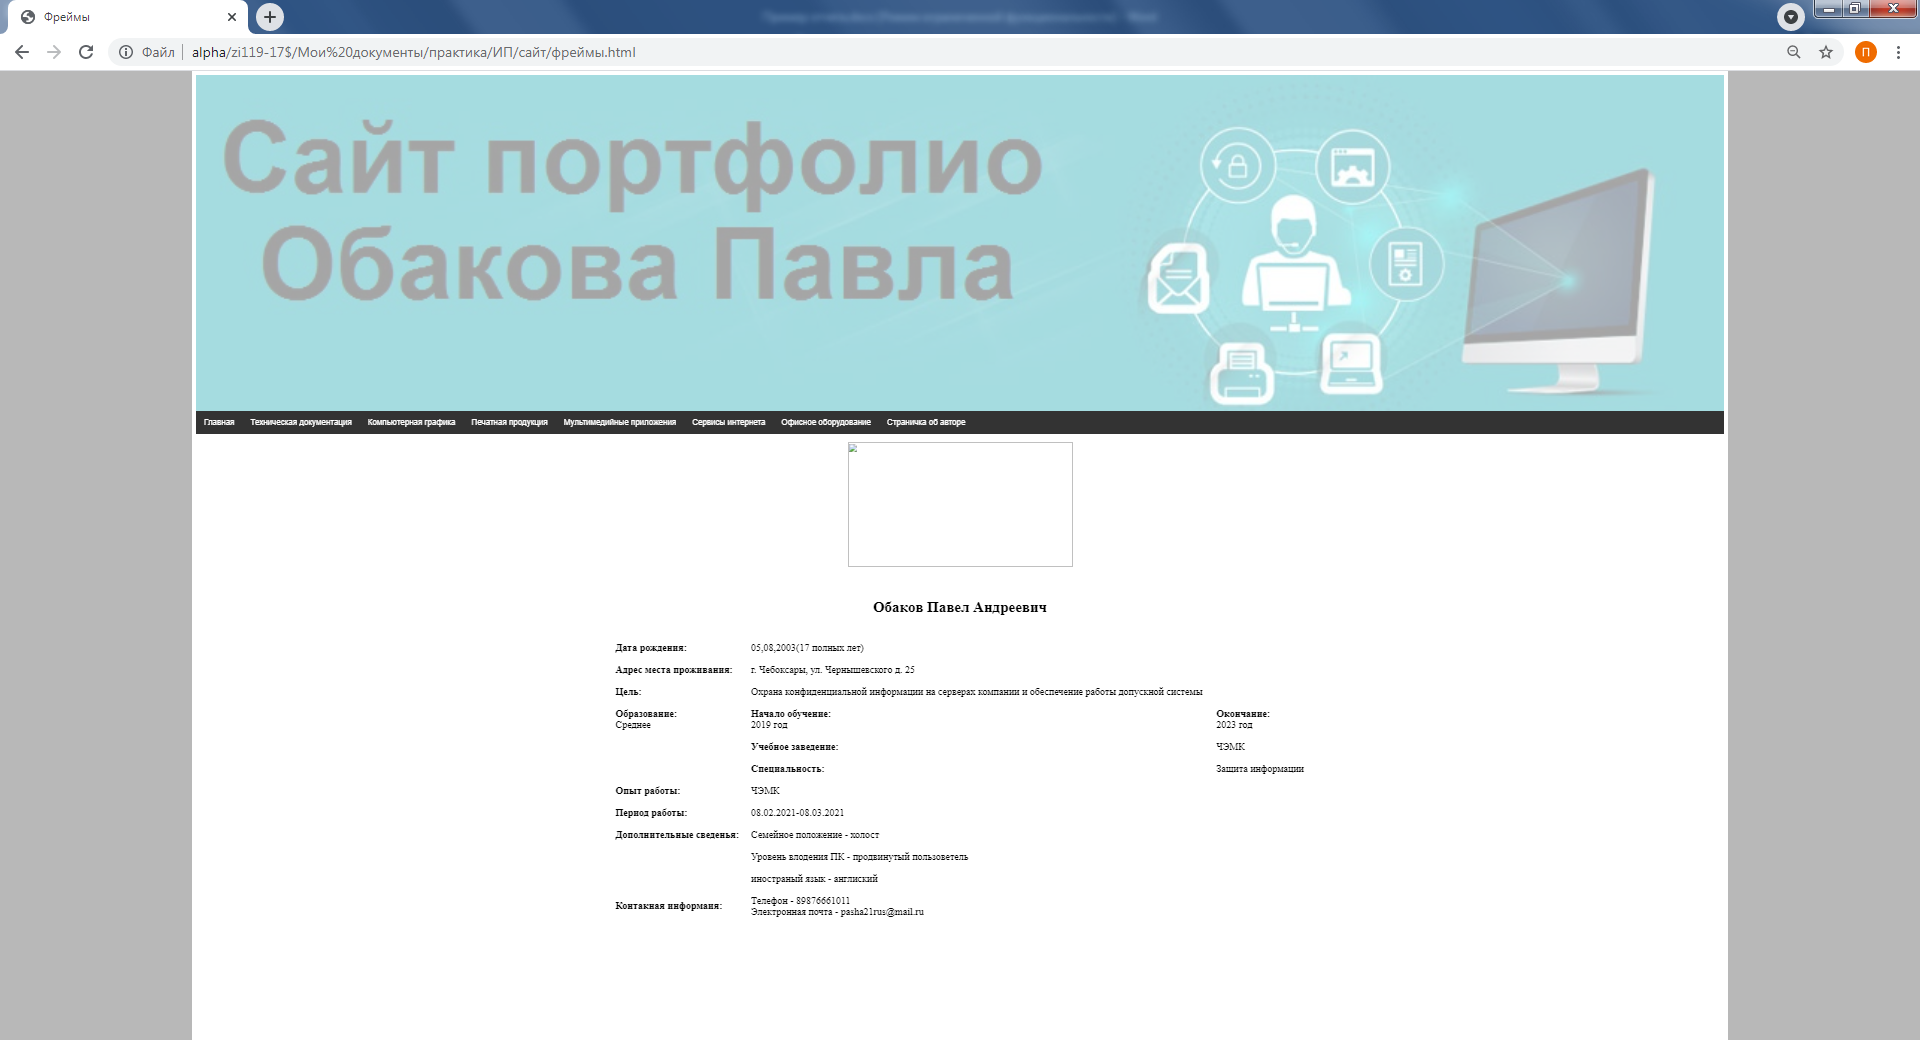 Фреймы
Файл alpha/zi119-17$/Мои%20документы/практика/ИП/сайт/фреймы.html
П
Сайт портфолио
Обакова Павла
Главная Техническая документация Компьютерная графика Печатная продукция Мультимедийные приложения Сервисы интернета Офисное оборудование Страничка об авторе
Обаков Павел Андреевич
Дата рождения: 05,08,2003(17 полных лет)
Адрес места проживания: г. Чебоксары, ул. Чернышевского д. 25
Цель: Охрана конфиденциальной информации на серверах компании и обеспечение работы допускной системы
Образование: Начало обучение: Окончание:
Среднее 2019 год 2023 год
Учебное заведение: ЧЭМК
Специальность: Защита информации
Опыт работы: ЧЭМК
Период работы: 08.02.2021-08.03.2021
Дополнительные сведенья: Семейное положение - холост
Уровень влодения ПК - продвинутый пользоветель
иностраный язык - англиский
Контакная информаия: Телефон - 89876661011
Электронная почта - pasha21rus@mail.ru